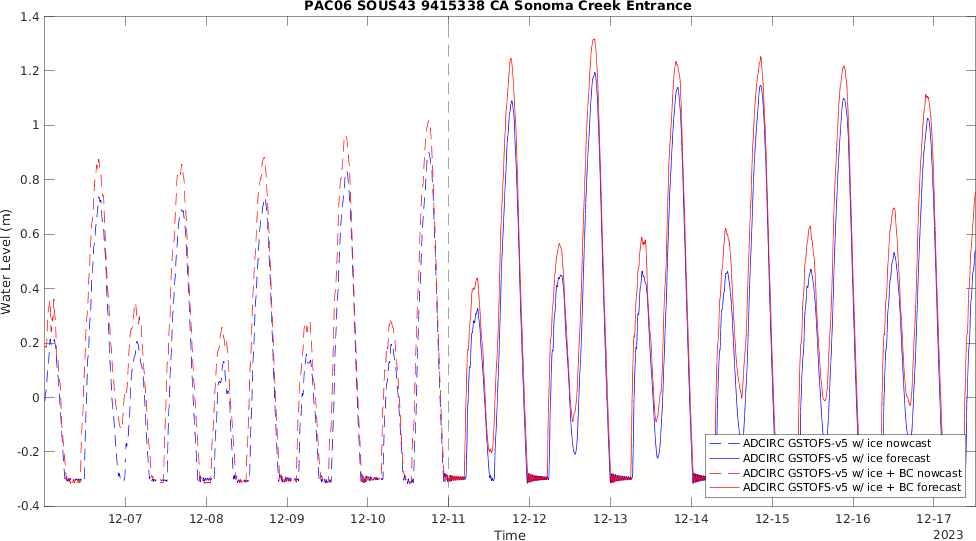 PAC06 SOUS43 9415338 CA Sonoma Creek Entrance
1.4
1.2
1
0.8
0.6
0.4
0.2
0
-0.2
-0.4
Water Level (m)
ADCIRC GSTOFS-v5 w/ ice nowcast
ADCIRC GSTOFS-v5 w/ ice forecast
ADCIRC GSTOFS-v5 w/ ice + BC nowcast
ADCIRC GSTOFS-v5 w/ ice + BC forecast
12-07 12-08 12-09 12-10 12-11 12-12 12-13 12-14 12-15 12-16 12-17
Time
2023